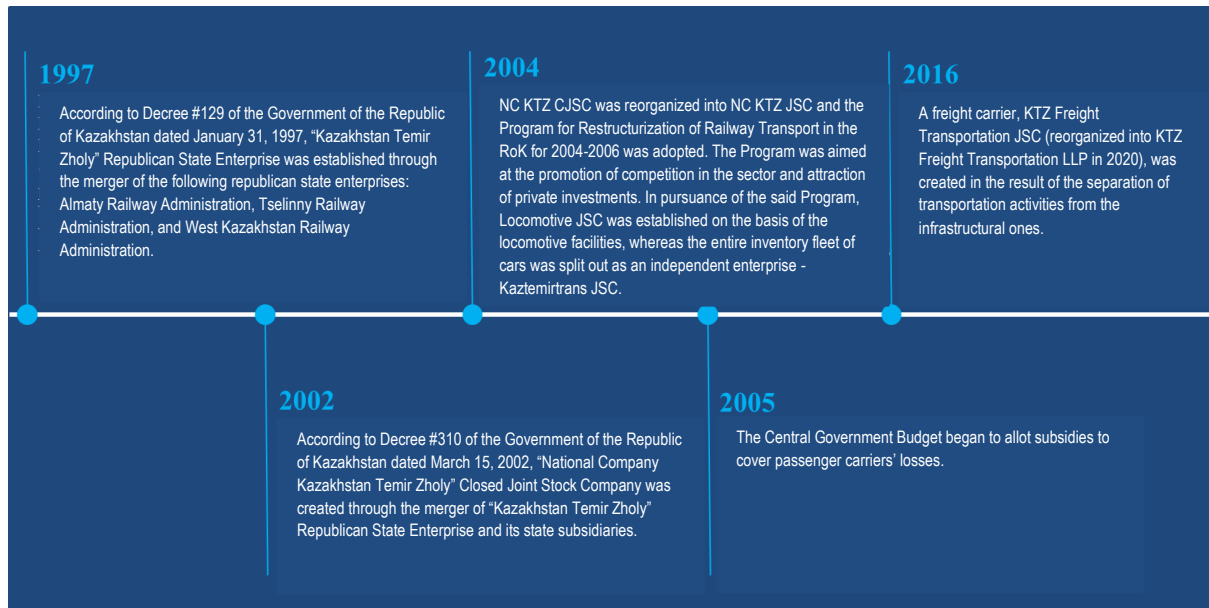 1997
According to Decree #129 of the Government of the Republic
of Kazakhstan dated January 31, 1997, “Kazakhstan Temir
Zholy” Republican State Enterprise was established through
the merger of the following republican state enterprises:
Almaty Railway Administration, Tselinny Railway
Administration, and West Kazakhstan Railway
Administration.
2002
According to Decree #310 of the Government of the Republic
of Kazakhstan dated March 15, 2002, “National Company
Kazakhstan Temir Zholy” Closed Joint Stock Company was
created through the merger of “Kazakhstan Temir Zholy”
Republican State Enterprise and its state subsidiaries.
2004
NC KTZ CJSC was reorganized into NC KTZ JSC and the
Program for Restructurization of Railway Transport in the
RoK for 2004-2006 was adopted. The Program was aimed
at the promotion of competition in the sector and attraction
of private investments. In pursuance of the said Program,
Locomotive JSC was established on the basis of the
locomotive facilities, whereas the entire inventory fleet of
cars was split out as an independent enterprise -
Kaztemirtrans JSC.
2005
The Central Government Budget began to allot subsidies to
cover passenger carriers’ losses.
2016
A freight carrier, KTZ Freight
Transportation JSC (reorganized into KTZ
Freight Transportation LLP in 2020), was
created in the result of the separation of
transportation activities from the
infrastructural ones.